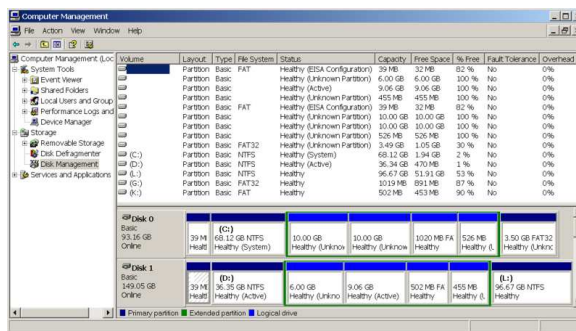 Computer Management
File Action View Window Help
Computer Management (Loc
System Tools
Event Viewer
Shared Folders
Local Users and Group
Performance Logs and
Device Manager
Storage
Removable Storage
Disk Defragmenter
Disk Management
Services and Applications
Volume Layout Type File System Status Capacity Free Space % Free Fault Tolerance Overhead
Partition Basic FAT Healthy (EISA Configuration) 39 MB 32 MB 82 % No 0%
Partition Basic Healthy (Unknown Partition) 6.00 GB 6.00 GB 100 % No 0%
Partition Basic Healthy (Active) 9.06 GB 9.06 GB 100 % No 0%
Partition Basic Healthy (Unknown Partition) 455 MB 455 MB 100 % No 0%
Partition Basic FAT Healthy (EISA Configuration) 39 MB 32 MB 82 % No 0%
Partition Basic Healthy (Unknown Partition) 10.00 GB 10.00 GB 100 % No 0%
Partition Basic Healthy (Unknown Partition) 10.00 GB 10.00 GB 100 % No 0%
Partition Basic Healthy (Unknown Partition) 526 MB 526 MB 100 % No 0%
Partition Basic FAT32 Healthy (Unknown Partition) 3.49 GB 1.05 GB 30 % No 0%
(C:) Partition Basic NTFS Healthy (System) 68.12 GB 1.94 GB 2 % No 0%
(D:) Partition Basic NTFS Healthy (Active) 36.34 GB 470 MB 1 % No 0%
(L:) Partition Basic NTFS Healthy 96.67 GB 51.91 GB 53 % No 0%
(G:) Partition Basic FAT32 Healthy 1019 MB 891 MB 87 % No 0%
(K:) Partition Basic FAT Healthy 502 MB 453 MB 90 % No 0%
Disk 0
Basic
93.16 GB
Online
39 M
Healt
(C:)
68.12 GB NTFS
Healthy (System)
10.00 GB
Healthy (Unknov
10.00 GB
Healthy (Unknow
1020 MB FA
Healthy
526 MB
Healthy (L
3.50 GB FAT32
Healthy (Unknc
Disk 1
Basic
149.05 GB
Online
39 M
Healt
(D:)
36.35 GB NTFS
Healthy (Active)
6.00 GB
Healthy (Unkno
9.06 GB
Healthy (Active)
502 MB FA
Healthy
455 MB
Healthy (L
(L:)
96.67 GB NTFS
Healthy
Primary partition Extended partition Logical drive